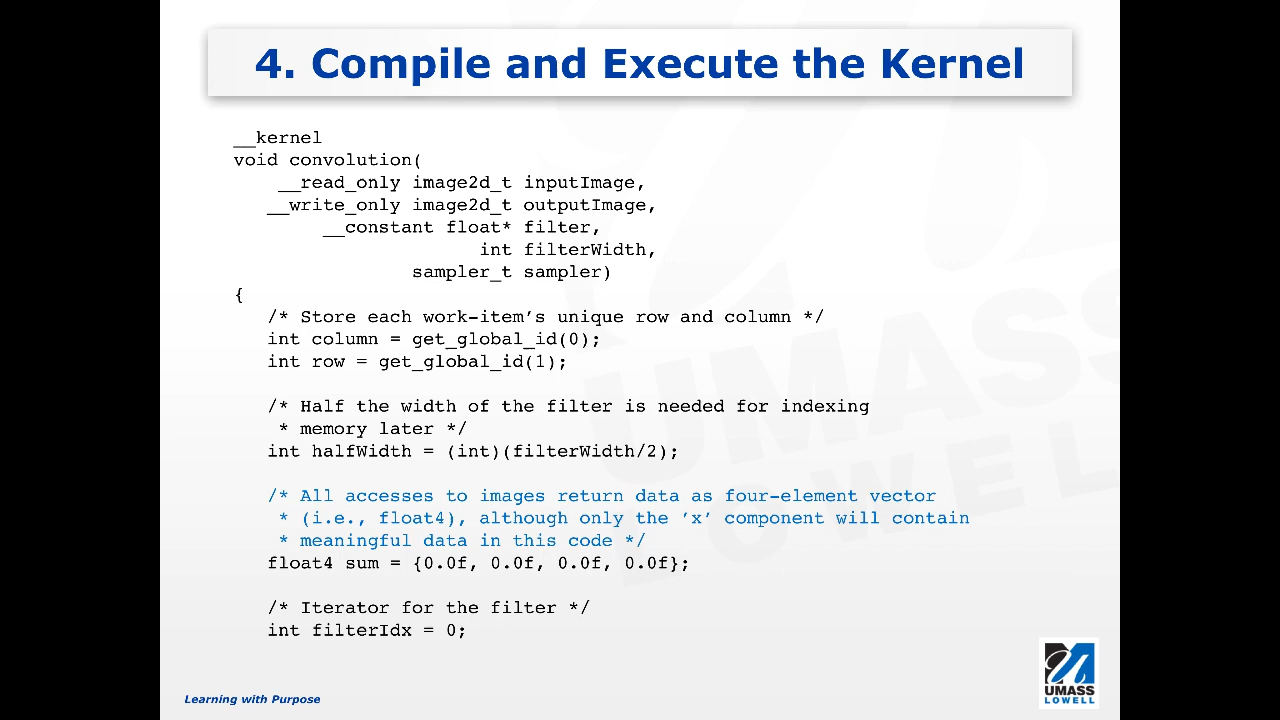 4. Compile and Execute the Kernel
__kernel
void convolution(
__read_only image2d_t inputImage,
__write_only image2d_t outputImage,
__constant float* filter,
int filterWidth,
sampler_t sampler)
{
/* Store each work-item’s unique row and column */
int column = get_global_id(0);
int row = get_global_id(1);
/* Half the width of the filter is needed for indexing
* memory later */
int halfWidth = (int)(filterWidth/2);
/* All accesses to images return data as four-element vector
* (i.e., float4), although only the ’x’ component will contain
* meaningful data in this code */
float4 sum = {0.0f, 0.0f, 0.0f, 0.0f};
/* Iterator for the filter */
int filterIdx = 0;
UMASS
LOWELL
Learning with Purpose
UMASS
LOWELL